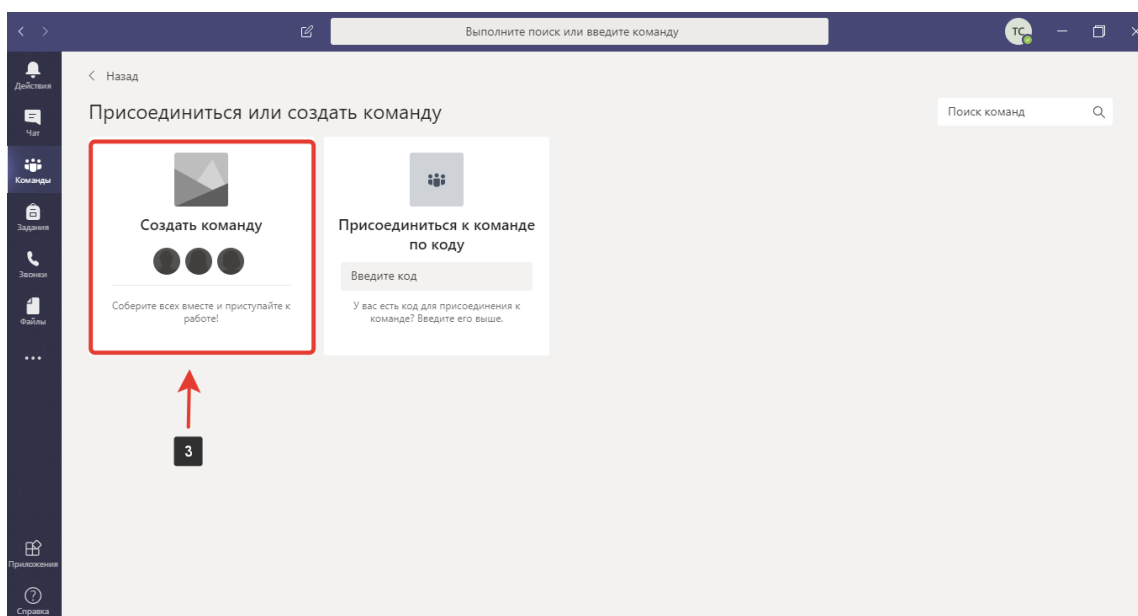 Выполните поиск или введите команду
TC
Действия
Чат
Команды
Задания
Звонки
Файлы
Приложения
Справка
Назад
Присоединиться или создать команду
Поиск команд
Создать команду
Соберите всех вместе и приступайте к
работе!
Присоединиться к команде
по коду
Введите код
У вас есть код для присоединения к
команде? Введите его выше.
3